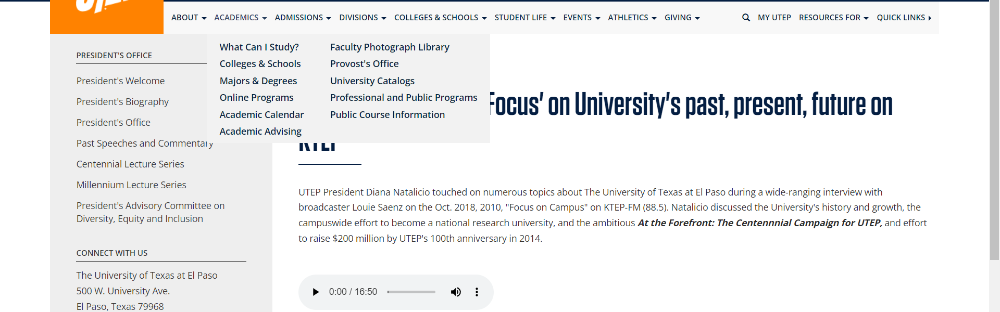 ABOUT ACADEMICS ADMISSIONS DIVISIONS COLLEGES & SCHOOLS STUDENT LIFE EVENTS ATHLETICS GIVING MY UTEP RESOURCES FOR QUICK LINKS
What Can I Study?
Colleges & Schools
Majors & Degrees
Online Programs
Academic Calendar
Academic Advising
Faculty Photograph Library
Provost's Office
University Catalogs
Professional and Public Programs
Public Course Information
PRESIDENT'S OFFICE
President's Welcome
President's Biography
President's Office
Past Speeches and Commentary
Centennial Lecture Series
Millennium Lecture Series
President's Advisory Committee on
Diversity, Equity and Inclusion
CONNECT WITH US
The University of Texas at El Paso
500 W. University Ave.
El Paso, Texas 79968
Focus' on University's past, present, future on
KTEP
UTEP President Diana Natalicio touched on numerous topics about The University of Texas at El Paso during a wide-ranging interview with
broadcaster Louie Saenz on the Oct. 2018, 2010, "Focus on Campus" on KTEP-FM (88.5). Natalicio discussed the University's history and growth, the
campuswide effort to become a national research university, and the ambitious At the Forefront: The Centennnial Campaign for UTEP, and effort
to raise $200 million by UTEP's 100th anniversary in 2014.
0:00 / 16:50